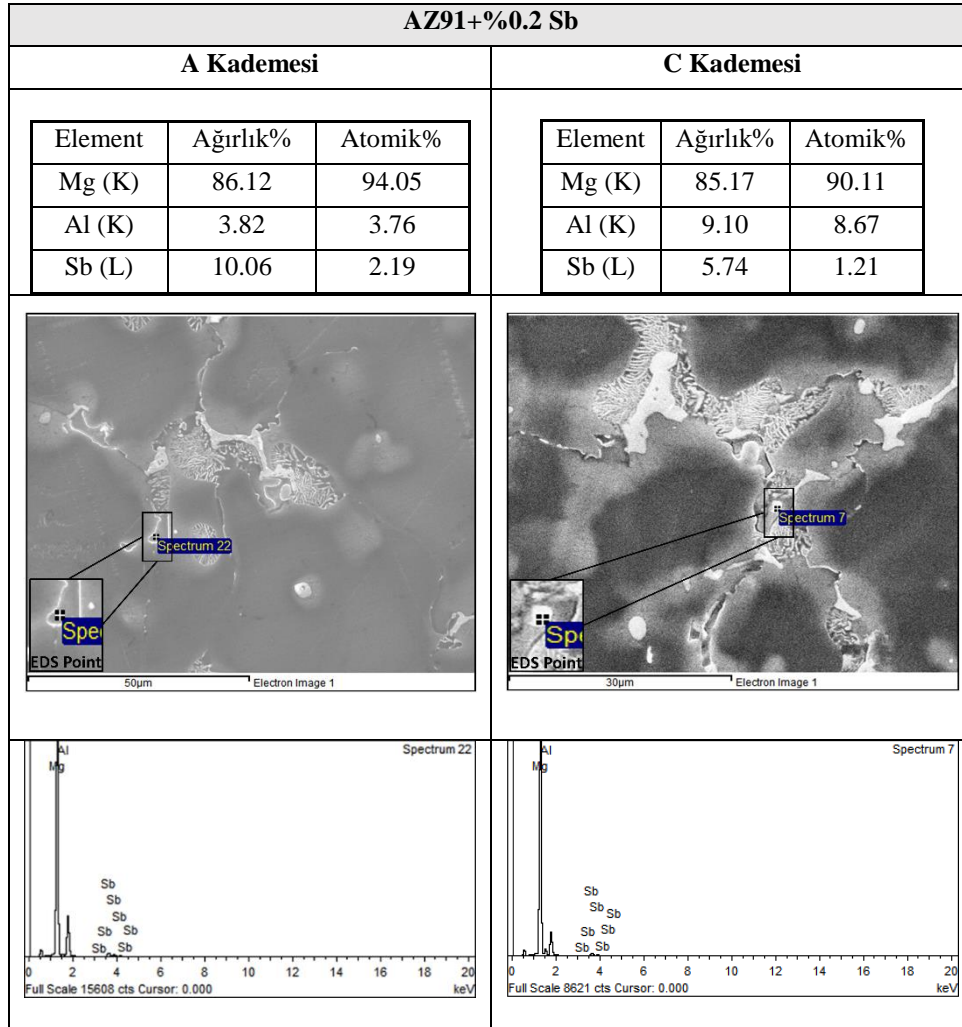 AZ91+%0.2 Sb
A Kademesi
C Kademesi
Element Ağırlık% Atomik%
Mg (K) 86.12 94.05
Al (K) 3.82 3.76
Sb (L) 10.06 2.19
Element Ağırlık% Atomik%
Mg (K) 85.17 90.11
Al (K) 9.10 8.67
Sb (L) 5.74 1.21
Spectrum 22
Spe
EDS Point
50µm Electron Image 1
Spectrum 7
Sp
EDS Point
30µm Electron Image 1
Spectrum 22
Al
Mg
Sb
Sb
Sb
Sb Sb
Sb Sb
0 2 4 6 8 10 12 14 16 18 20
Full Scale 15608 cts Cursor: 0.000 keV
Spectrum 7
Al
Mg
Sb
Sb Sb
Sb Sb
Sb Sb
0 2 4 6 8 10 12 14 16 18 20
Full Scale 8621 cts Cursor: 0.000 keV